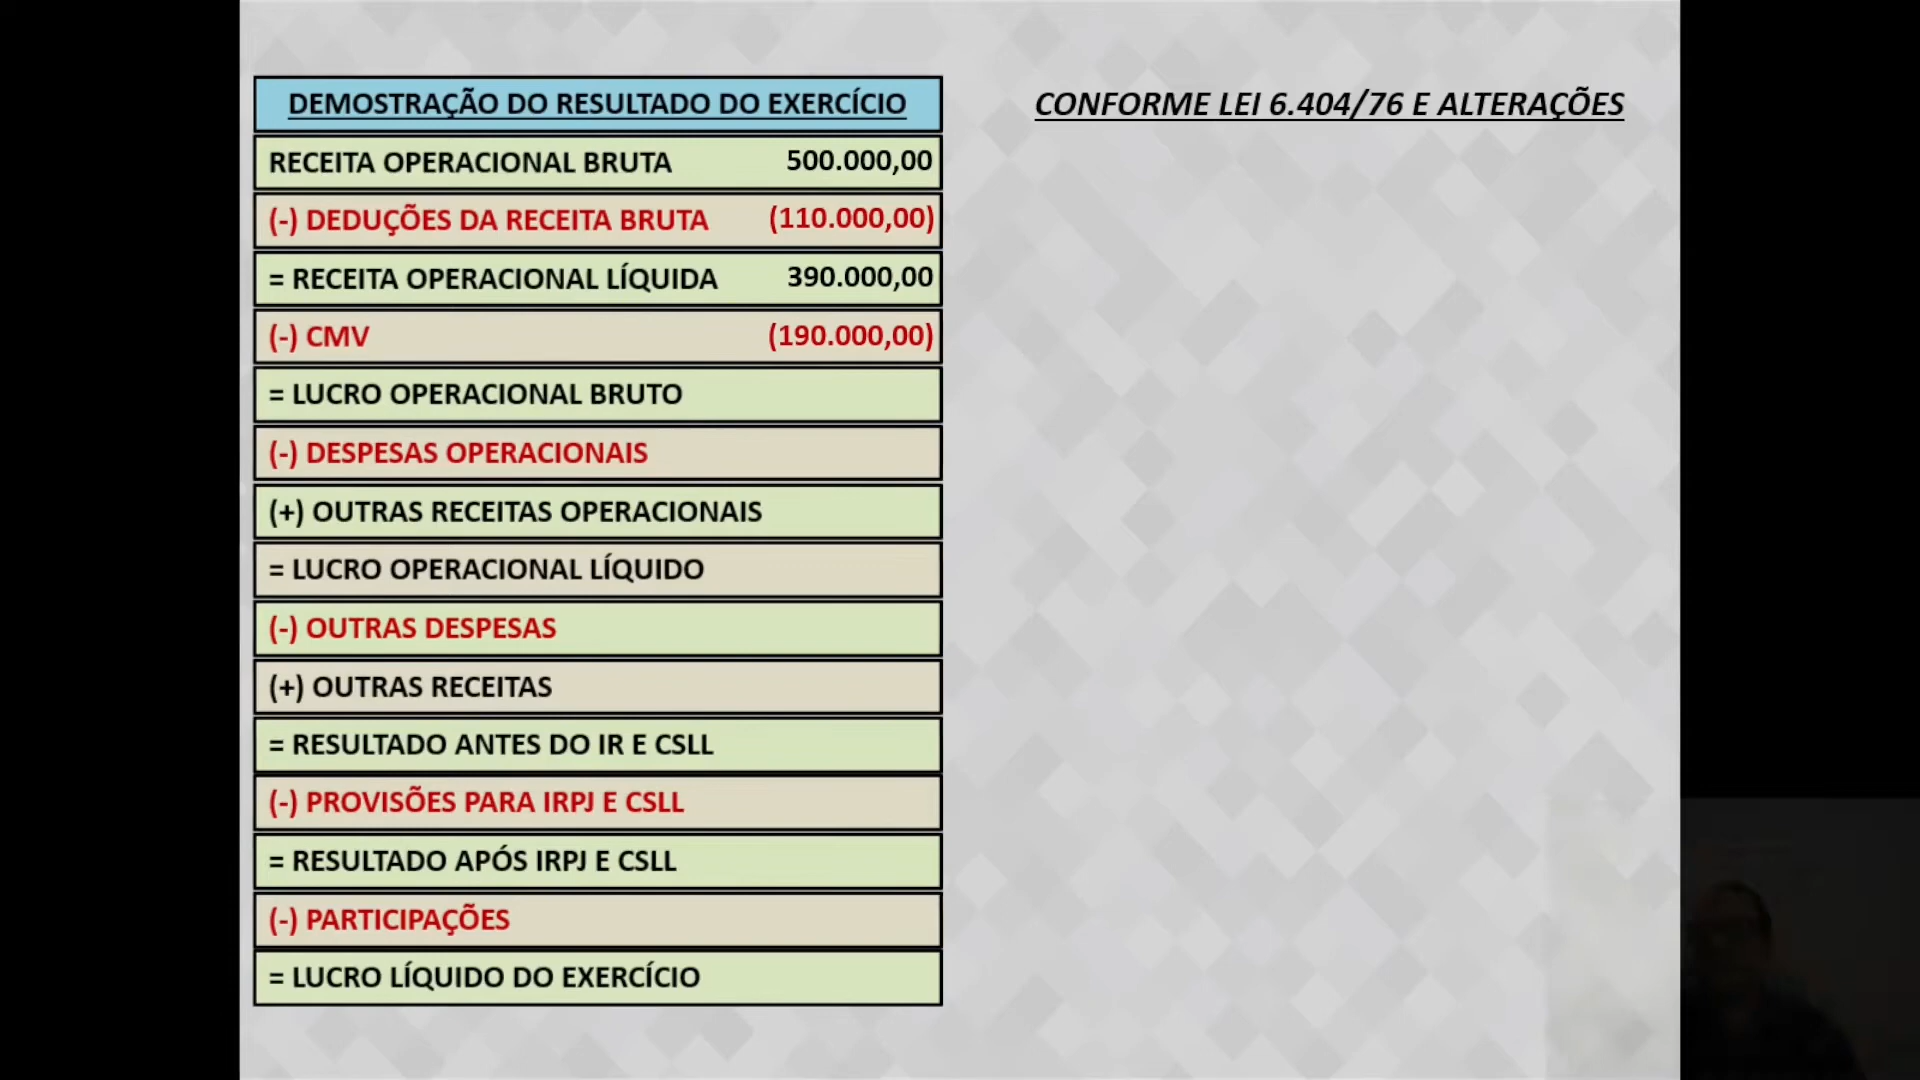 DEMOSTRAÇÃO DO RESULTADO DO EXERCÍCIO
CONFORME LEI 6.404/76 E ALTERAÇÕES
RECEITA OPERACIONAL BRUTA 500.000,00
(-) DEDUÇÕES DA RECEITA BRUTA (110.000,00)
= RECEITA OPERACIONAL LÍQUIDA 390.000,00
(-) CMV (190.000,00)
= LUCRO OPERACIONAL BRUTO
(-) DESPESAS OPERACIONAIS
(+) OUTRAS RECEITAS OPERACIONAIS
= LUCRO OPERACIONAL LÍQUIDO
(-) OUTRAS DESPESAS
(+) OUTRAS RECEITAS
= RESULTADO ANTES DO IR E CSLL
(-) PROVISÕES PARA IRPJ E CSLL
= RESULTADO APÓS IRPJ E CSLL
(-) PARTICIPAÇÕES
= LUCRO LÍQUIDO DO EXERCÍCIO